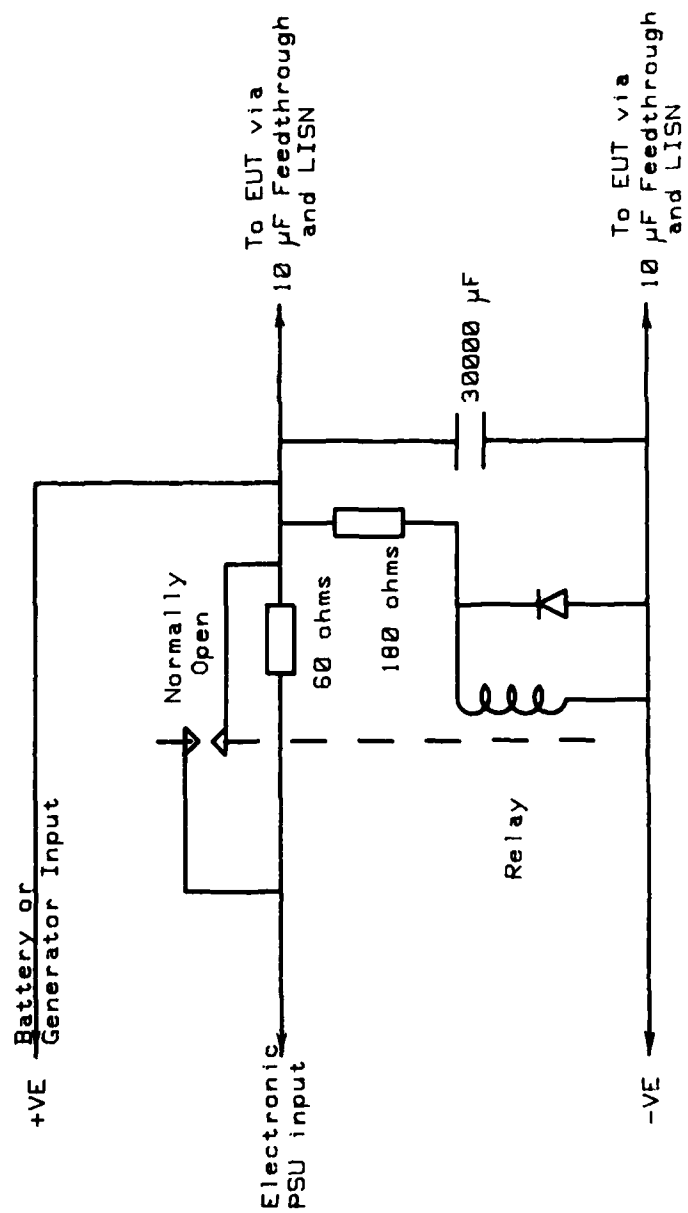 +VE Battery or
Generator Input
Electronic
PSU input
Normally
Open
60 ohms
180 ohms
30000 µF
To EUT via
10 µF Feedthrough
and LISN
Relay
-VE
To EUT via
10 µF Feedthrough
and LISN